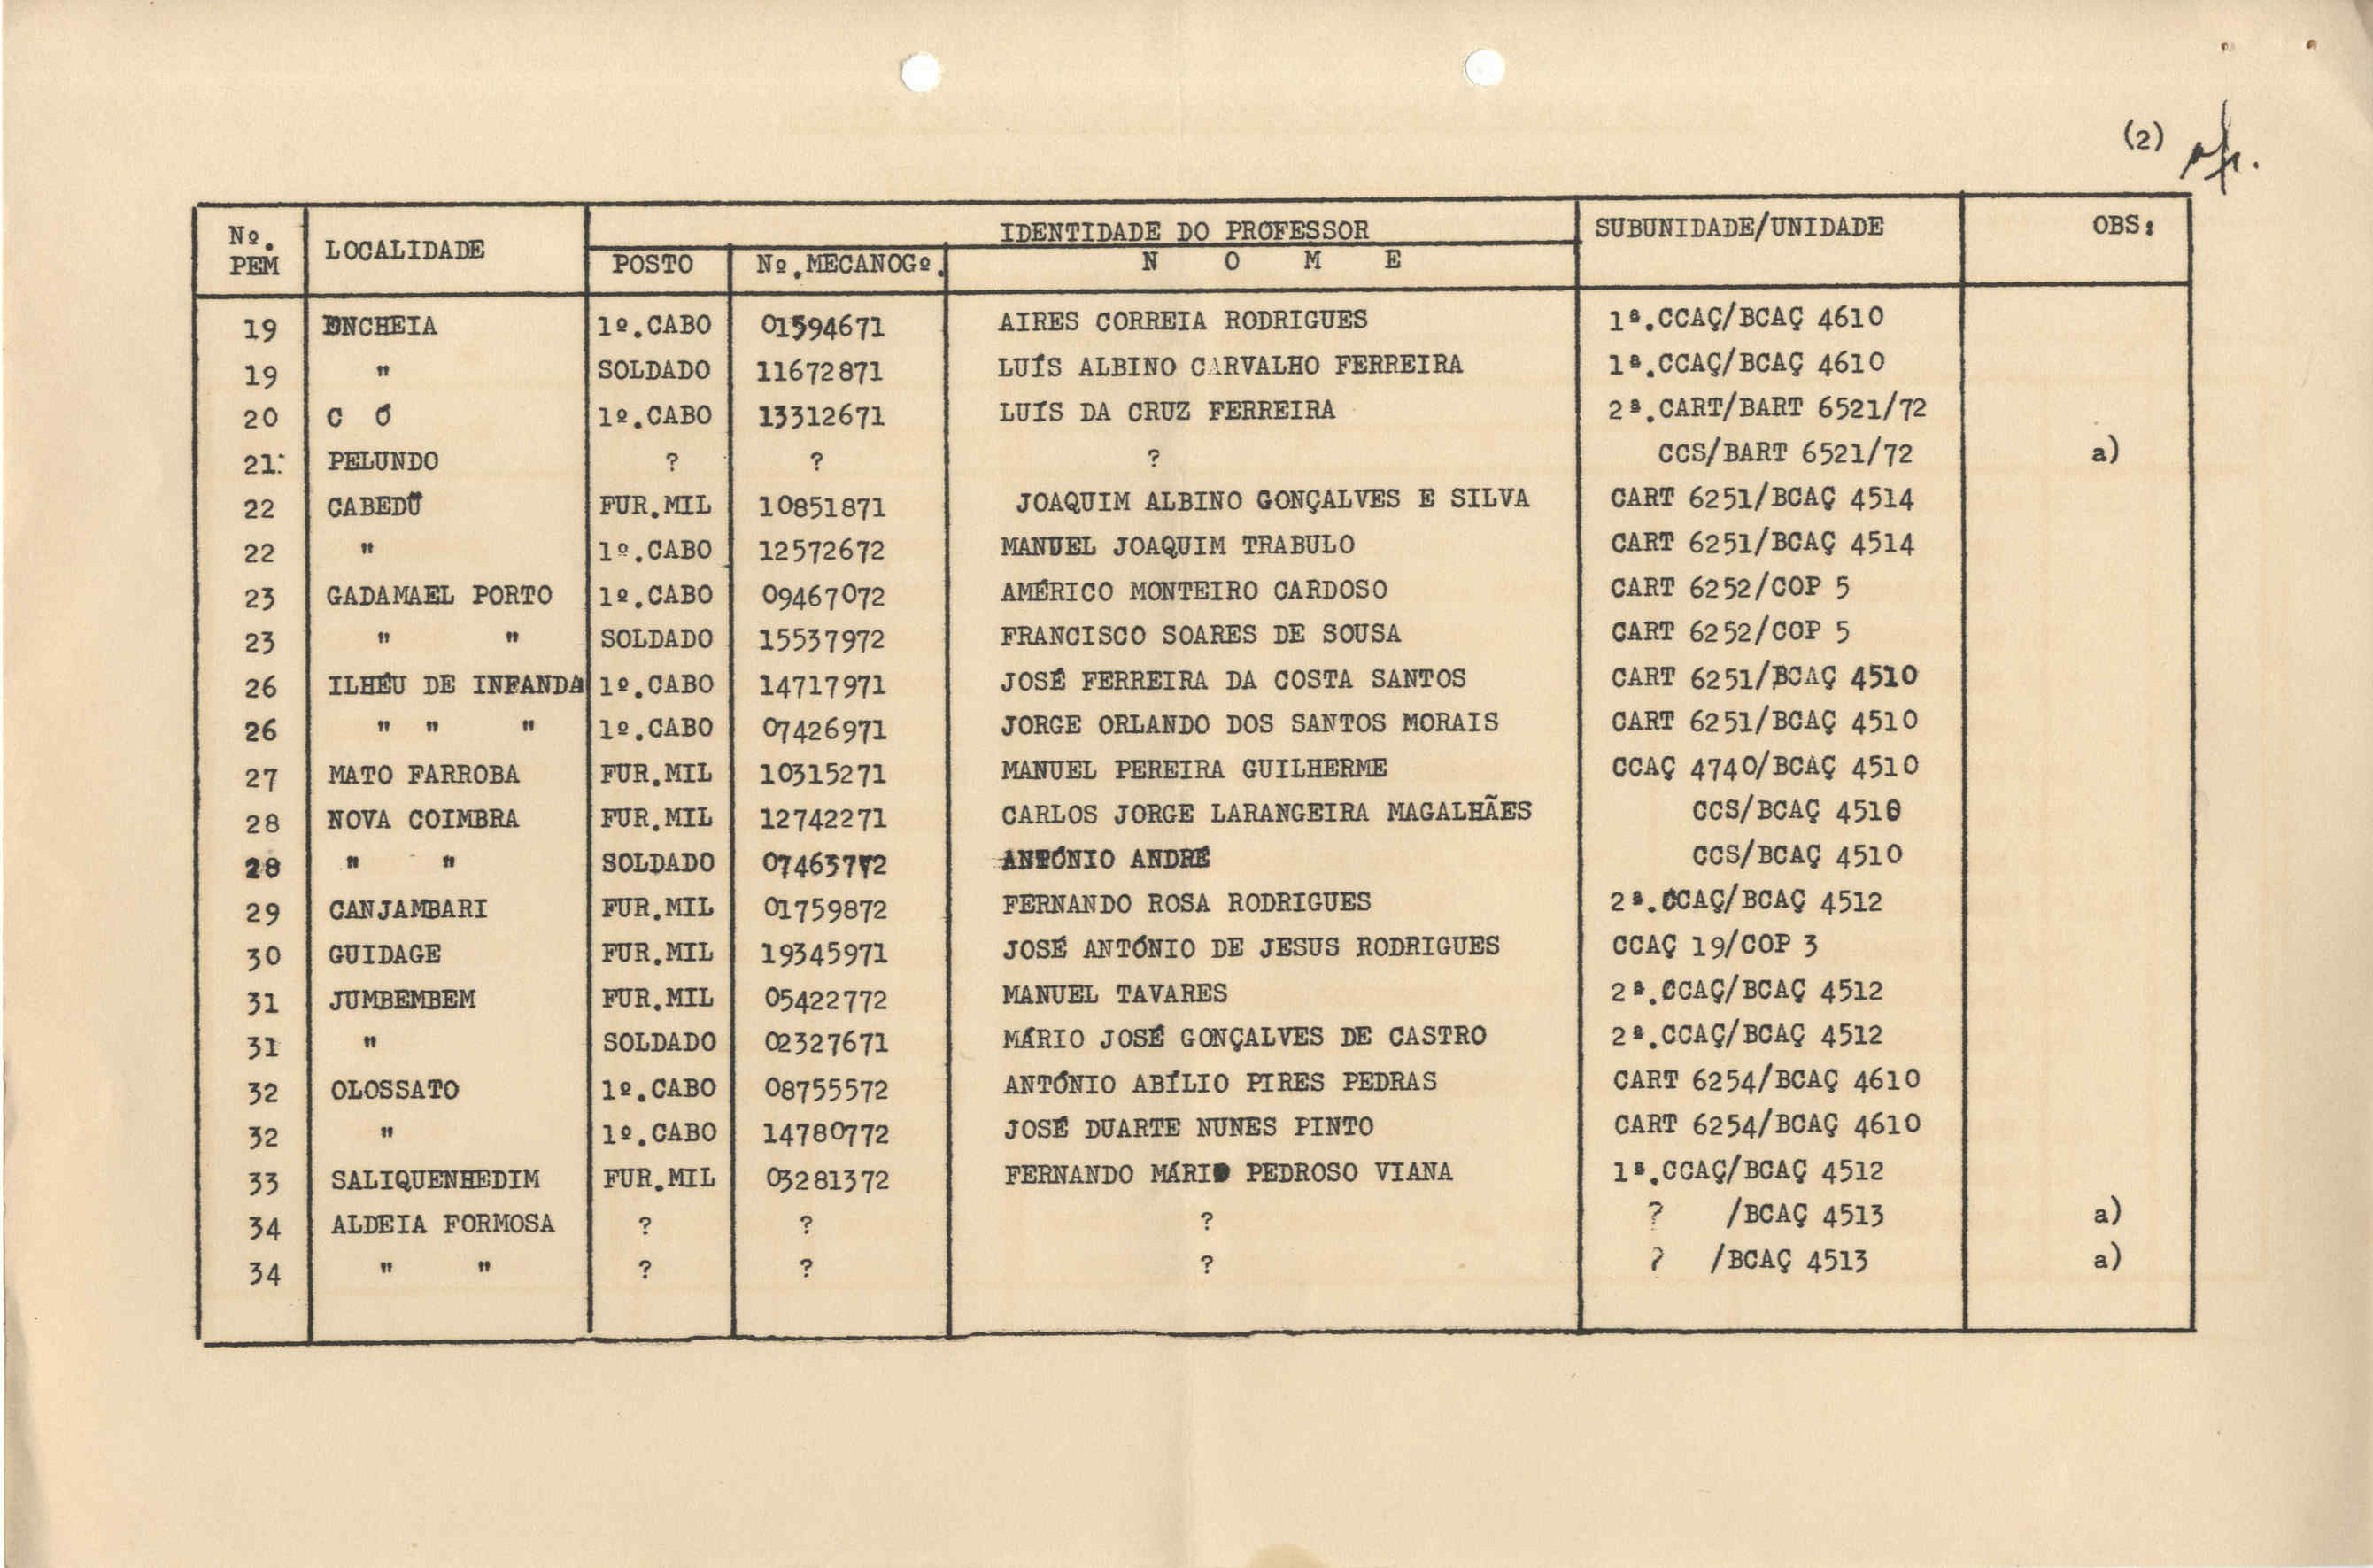 (2)
Nº. PEM LOCALIDADE IDENTIDADE DO PROFESSOR SUBUNIDADE/UNIDADE OBS:
POSTO Nº.MECANOGº. N O M E
19 ENCHEIA 1º.CABO 01594671 AIRES CORREIA RODRIGUES 1ª.CCAÇ/BCAÇ 4610
19 " SOLDADO 11672871 LUÍS ALBINO CARVALHO FERREIRA 1ª.CCAÇ/BCAÇ 4610
20 C Ó 1º.CABO 13312671 LUÍS DA CRUZ FERREIRA 2ª.CART/BART 6521/72
21. PELUNDO ? ? ? CCS/BART 6521/72 a)
22 CABEDÚ FUR.MIL 10851871 JOAQUIM ALBINO GONÇALVES E SILVA CART 6251/BCAÇ 4514
22 " 1º.CABO 12572672 MANUEL JOAQUIM TRABULO CART 6251/BCAÇ 4514
23 GADAMAEL PORTO 1º.CABO 09467072 AMÉRICO MONTEIRO CARDOSO CART 6252/COP 5
23 " " SOLDADO 15537972 FRANCISCO SOARES DE SOUSA CART 6252/COP 5
26 ILHÉU DE INFANDA 1º.CABO 14717971 JOSÉ FERREIRA DA COSTA SANTOS CART 6251/BCAÇ 4510
26 " " " 1º.CABO 07426971 JORGE ORLANDO DOS SANTOS MORAIS CART 6251/BCAÇ 4510
27 MATO FARROBA FUR.MIL 10315271 MANUEL PEREIRA GUILHERME CCAÇ 4740/BCAÇ 4510
28 NOVA COIMBRA FUR.MIL 12742271 CARLOS JORGE LARANGEIRA MAGALHÃES CCS/BCAÇ 4510
28 " " SOLDADO 07463772 ANTÓNIO ANDRÉ CCS/BCAÇ 4510
29 CANJAMBARI FUR.MIL 01759872 FERNANDO ROSA RODRIGUES 2ª.CCAÇ/BCAÇ 4512
30 GUIDAGE FUR.MIL 19345971 JOSÉ ANTÓNIO DE JESUS RODRIGUES CCAÇ 19/COP 3
31 JUMBEMBEM FUR.MIL 05422772 MANUEL TAVARES 2ª.CCAÇ/BCAÇ 4512
31 " SOLDADO 02327671 MÁRIO JOSÉ GONÇALVES DE CASTRO 2ª.CCAÇ/BCAÇ 4512
32 OLOSSATO 1º.CABO 08755572 ANTÓNIO ABÍLIO PIRES PEDRAS CART 6254/BCAÇ 4610
32 " 1º.CABO 14780772 JOSÉ DUARTE NUNES PINTO CART 6254/BCAÇ 4610
33 SALIQUENHEDIM FUR.MIL 03281372 FERNANDO MÁRIO PEDROSO VIANA 1ª.CCAÇ/BCAÇ 4512
34 ALDEIA FORMOSA ? ? ? ? /BCAÇ 4513 a)
34 " " ? ? ? ? /BCAÇ 4513 a)